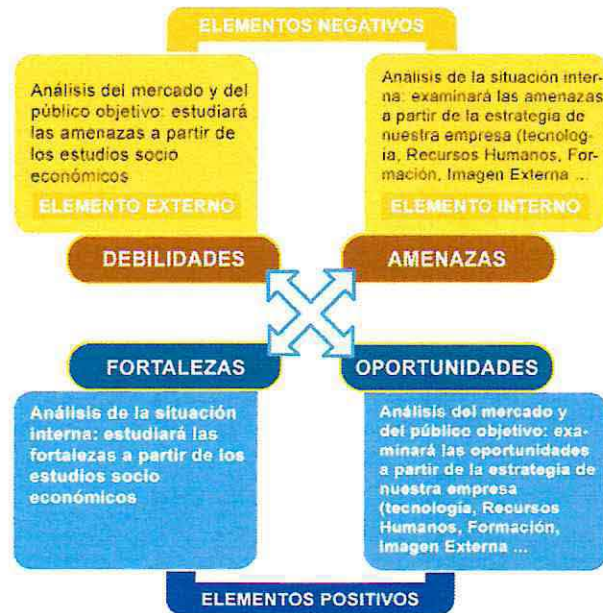 ELEMENTOS NEGATIVOS
Análisis del mercado y del
público objetivo: estudiará
las amenazas a partir de
los estudios socio
económicos
ELEMENTO EXTERNO
DEBILIDADES
Análisis de la situación inter-
na: examinará las amenazas
a partir de la estrategia de
nuestra empresa (tecnolog-
ía, Recursos Humanos, For-
mación, Imagen Externa ...
ELEMENTO INTERNO
AMENAZAS
FORTALEZAS
Análisis de la situación
interna: estudiará las
fortalezas a partir de los
estudios socio
económicos
OPORTUNIDADES
Análisis del mercado y
del público objetivo: exa-
minará las oportunidades
a partir de la estrategia de
nuestra empresa
(tecnología, Recursos
Humanos, Formación,
Imagen Externa ...
ELEMENTOS POSITIVOS